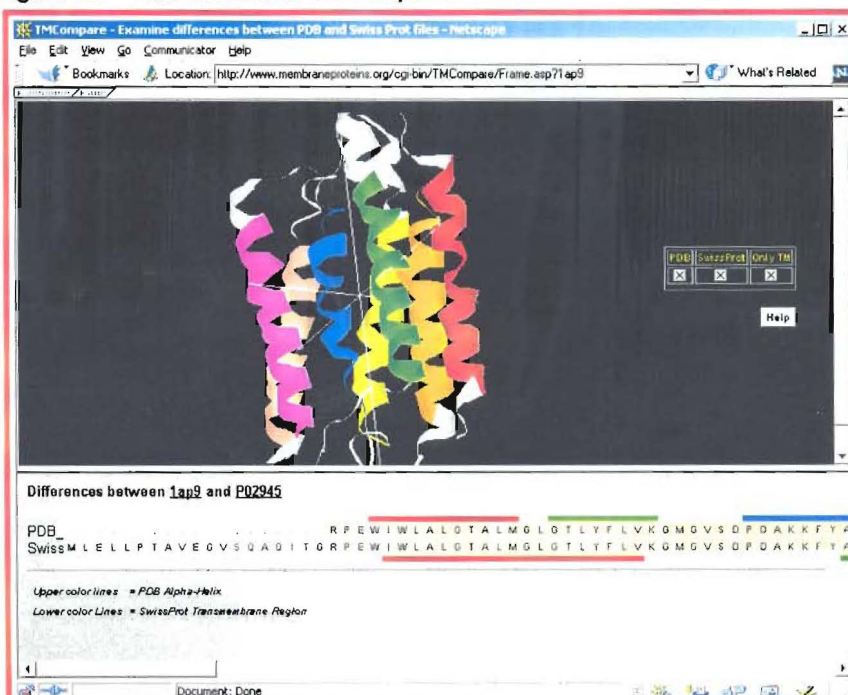 TMCompare - Examine differences between PDB and Swiss Prot files - Netscape
File Edit View Go Communicator Help
Bookmarks Location: http://www.membraneproteins.org/cgi-bin/TMCompare/Frame.asp?1ap9 What's Related N
PDB SwissProt Only TM
Help
Differences between 1ap9 and P02945
PDB_ . . . . . . . . . . . . . . . . . R P E W I W L A L G T A L M G L G T L Y F L V K G M G V S D P D A K K F Y A
Swiss M L E L L P T A V E G V S Q A Q I T G R P E W I W L A L G T A L M G L G T L Y F L V K G M G V S D P D A K K F Y A
Upper color lines = PDB Alpha-Helix
Lower color Lines = SwissProt Transmembrane Region
Document: Done